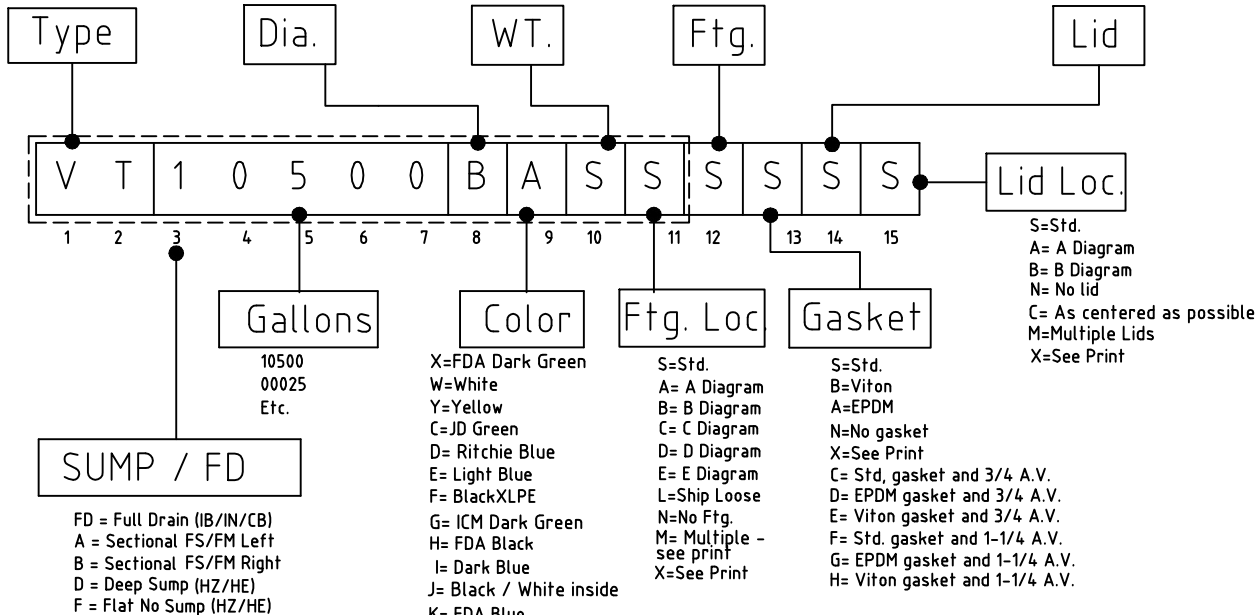 Type
Dia.
WT.
Ftg.
Lid
V T 1 0 5 0 0 B A S S S S S S
1 2 3 4 5 6 7 8 9 10 11 12 13 14 15
Lid Loc.
S=Std.
A= A Diagram
B= B Diagram
N= No lid
C= As centered as possible
M=Multiple Lids
X=See Print
Gallons
10500
00025
Etc.
Color
X=FDA Dark Green
W=White
Y=Yellow
C=JD Green
D= Ritchie Blue
E= Light Blue
F= BlackXLPE
G= ICM Dark Green
H= FDA Black
I= Dark Blue
J= Black / White inside
K= FDA Blue
Ftg. Loc.
S=Std.
A= A Diagram
B= B Diagram
C= C Diagram
D= D Diagram
E= E Diagram
L=Ship Loose
N=No Ftg.
M= Multiple -
see print
X=See Print
Gasket
S=Std.
B=Viton
A=EPDM
N=No gasket
X=See Print
C= Std, gasket and 3/4 A.V.
D= EPDM gasket and 3/4 A.V.
E= Viton gasket and 3/4 A.V.
F= Std. gasket and 1-1/4 A.V.
G= EPDM gasket and 1-1/4 A.V.
H= Viton gasket and 1-1/4 A.V.
SUMP / FD
FD = Full Drain (IB/IN/CB)
A = Sectional FS/FM Left
B = Sectional FS/FM Right
D = Deep Sump (HZ/HE)
F = Flat No Sump (HZ/HE)